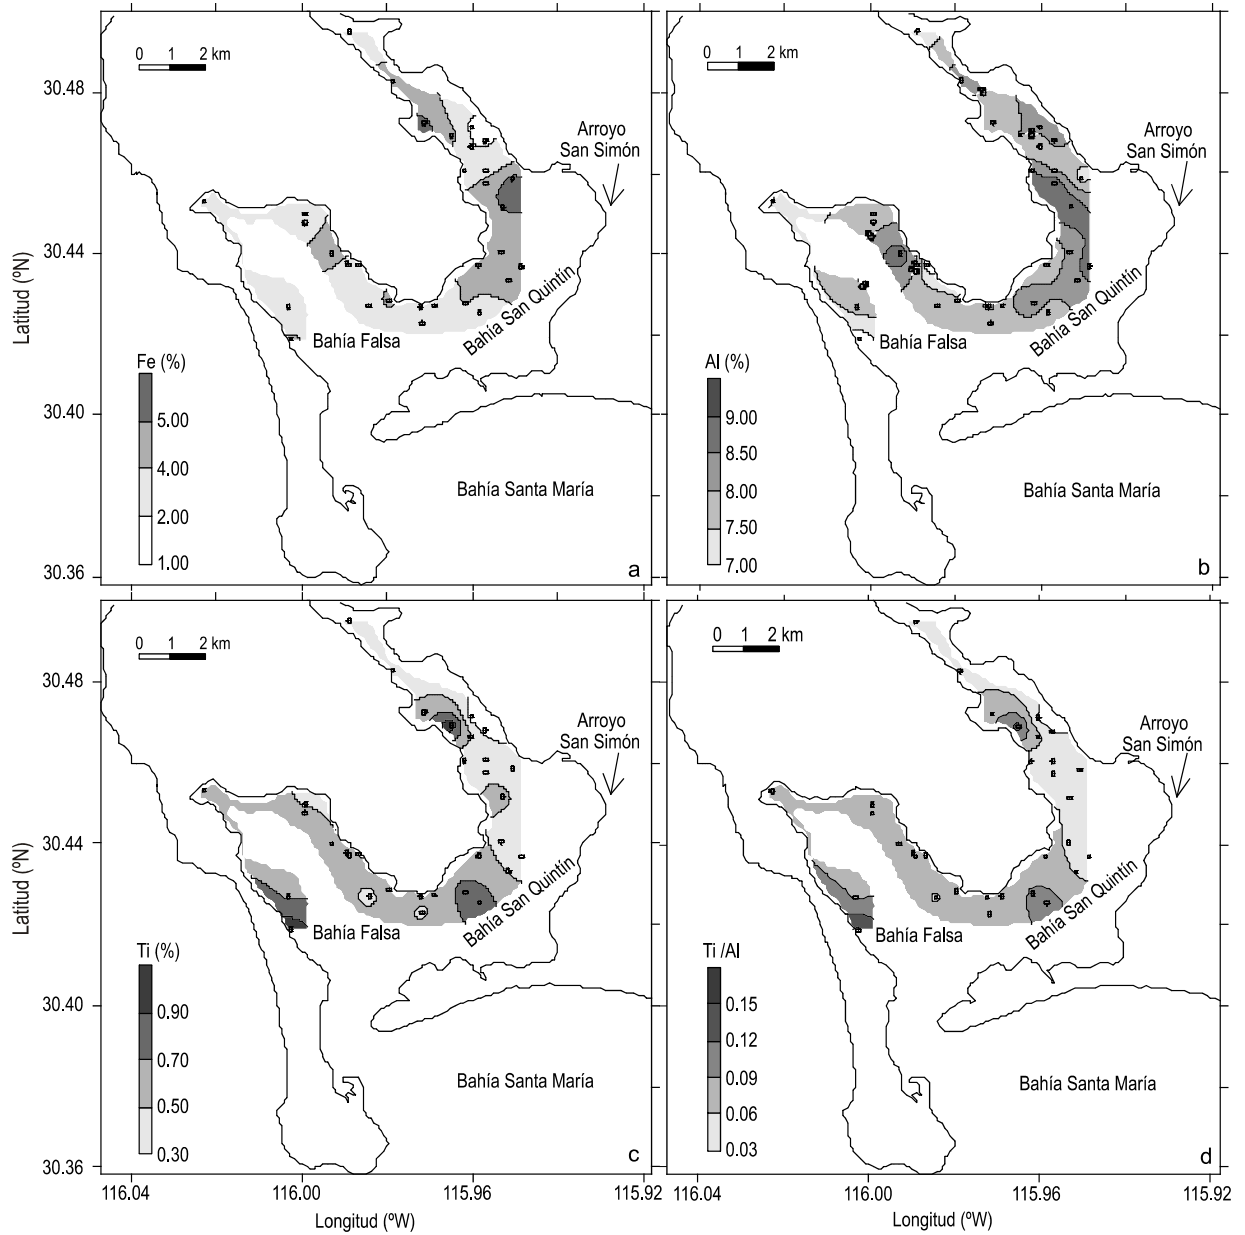 0 1 2 km
Arroyo
San Simón
Bahía Falsa
Bahía San Quintín
Bahía Santa María
Fe (%)
5.00
4.00
2.00
1.00
a
30.48
30.44
30.40
30.36
Latitud (ºN)
0 1 2 km
Arroyo
San Simón
Bahía Falsa
Bahía San Quintín
Bahía Santa María
Al (%)
9.00
8.50
8.00
7.50
7.00
b
0 1 2 km
Arroyo
San Simón
Bahía Falsa
Bahía San Quintín
Bahía Santa María
Ti (%)
0.90
0.70
0.50
0.30
c
30.48
30.44
30.40
30.36
Latitud (ºN)
116.04 116.00 115.96 115.92
Longitud (ºW)
0 1 2 km
Arroyo
San Simón
Bahía Falsa
Bahía San Quintín
Bahía Santa María
Ti /Al
0.15
0.12
0.09
0.06
0.03
d
116.04 116.00 115.96 115.92
Longitud (ºW)